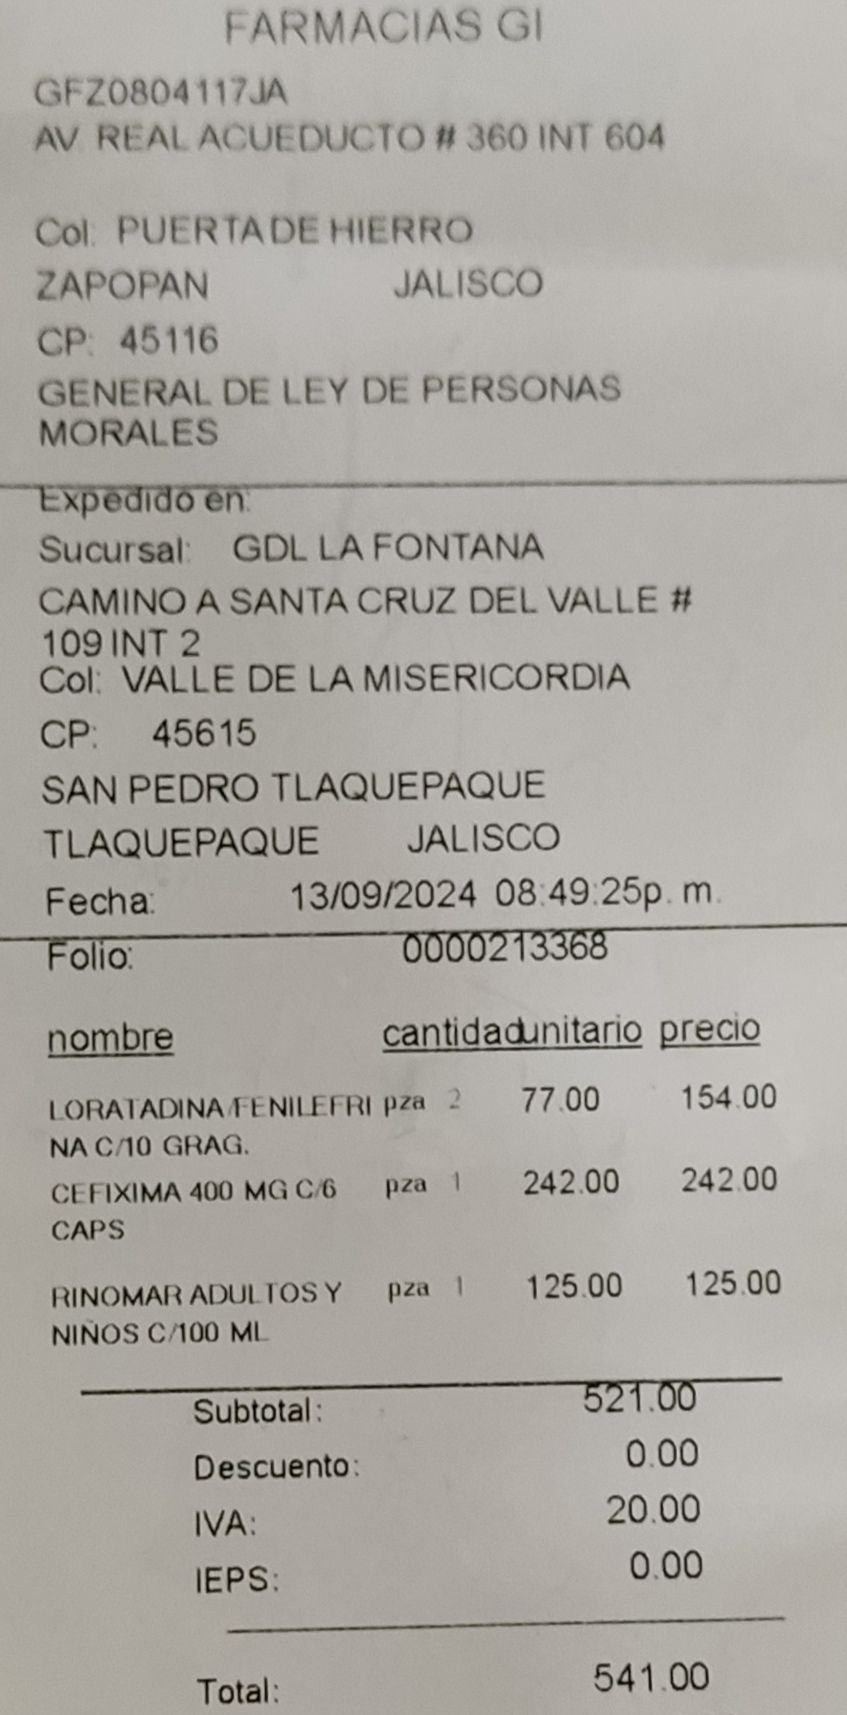 FARMACIAS GI
GFZ0804117JA
AV. REAL ACUEDUCTO # 360 INT 604
Col: PUERTA DE HIERRO
ZAPOPAN JALISCO
CP: 45116
GENERAL DE LEY DE PERSONAS
MORALES
Expedido en:
Sucursal: GDL LA FONTANA
CAMINO A SANTA CRUZ DEL VALLE #
109 INT 2
Col: VALLE DE LA MISERICORDIA
CP: 45615
SAN PEDRO TLAQUEPAQUE
TLAQUEPAQUE JALISCO
Fecha: 13/09/2024 08:49:25p. m.
Folio: 0000213368
nombre cantidad unitario precio
LORATADINA/FENILEFRI pza 2 77.00 154.00
NA C/10 GRAG.
CEFIXIMA 400 MG C/6 pza 1 242.00 242.00
CAPS
RINOMAR ADULTOS Y pza 1 125.00 125.00
NIÑOS C/100 ML
Subtotal: 521.00
Descuento: 0.00
IVA: 20.00
IEPS: 0.00
Total: 541.00